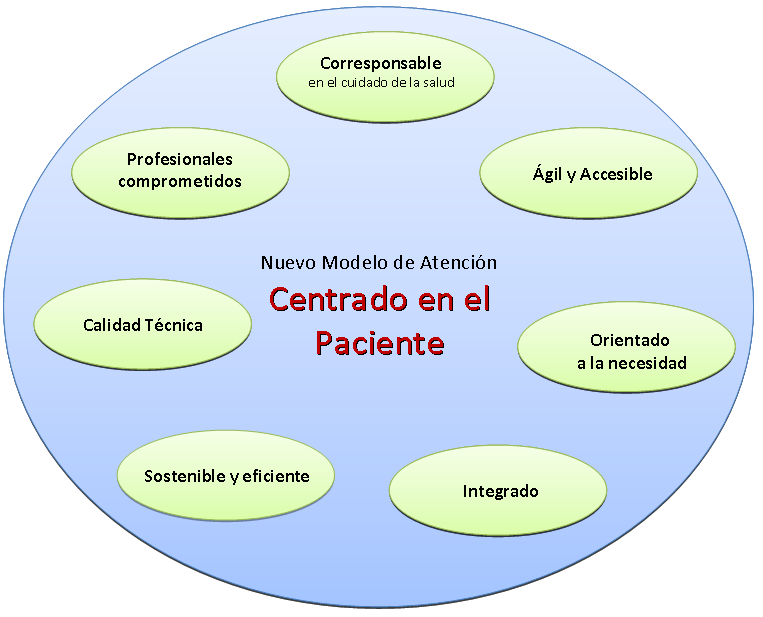 Corresponsable
en el cuidado de la salud
Profesionales
comprometidos
Ágil y Accesible
Nuevo Modelo de Atención
Centrado en el
Paciente
Calidad Técnica
Orientado
a la necesidad
Sostenible y eficiente
Integrado